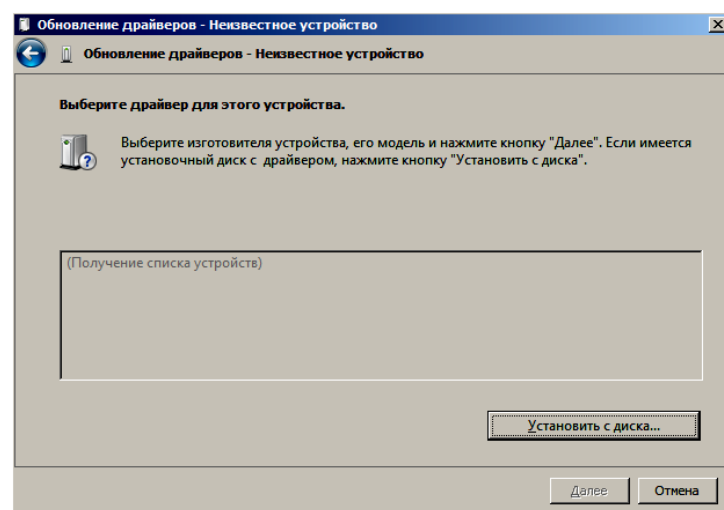 Обновление драйверов - Неизвестное устройство
Обновление драйверов - Неизвестное устройство
Выберите драйвер для этого устройства.
Выберите изготовителя устройства, его модель и нажмите кнопку "Далее". Если имеется
установочный диск с драйвером, нажмите кнопку "Установить с диска".
(Получение списка устройств)
Установить с диска...
Далее
Отмена